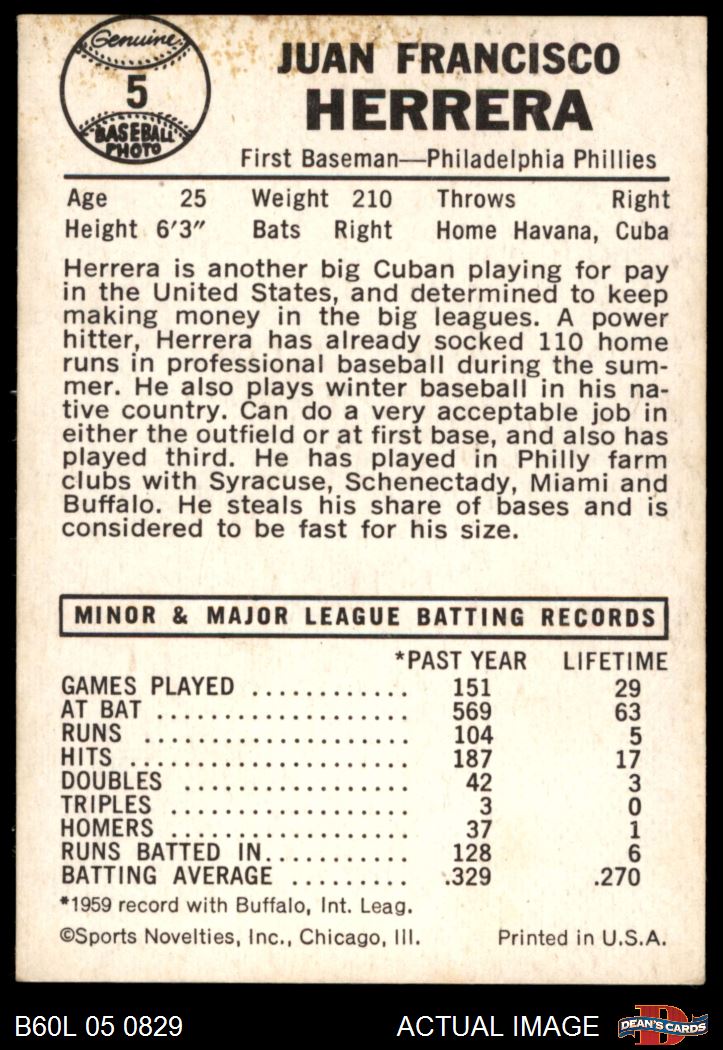 Genuine
5
BASEBALL
PHOTO
JUAN FRANCISCO
HERRERA
First Baseman—Philadelphia Phillies
Age 25 Weight 210 Throws Right
Height 6'3" Bats Right Home Havana, Cuba
Herrera is another big Cuban playing for pay
in the United States, and determined to keep
making money in the big leagues. A power
hitter, Herrera has already socked 110 home
runs in professional baseball during the sum-
mer. He also plays winter baseball in his na-
tive country. Can do a very acceptable job in
either the outfield or at first base, and also has
played third. He has played in Philly farm
clubs with Syracuse, Schenectady, Miami and
Buffalo. He steals his share of bases and is
considered to be fast for his size.
MINOR & MAJOR LEAGUE BATTING RECORDS
*PAST YEAR LIFETIME
GAMES PLAYED ............ 151 29
AT BAT .................... 569 63
RUNS ..................... 104 5
HITS ...................... 187 17
DOUBLES .................. 42 3
TRIPLES ................... 3 0
HOMERS ................... 37 1
RUNS BATTED IN........... 128 6
BATTING AVERAGE ......... .329 .270
*1959 record with Buffalo, Int. Leag.
©Sports Novelties, Inc., Chicago, Ill. Printed in U.S.A.
B60L 05 0829 ACTUAL IMAGE D DEAN'S CARDS